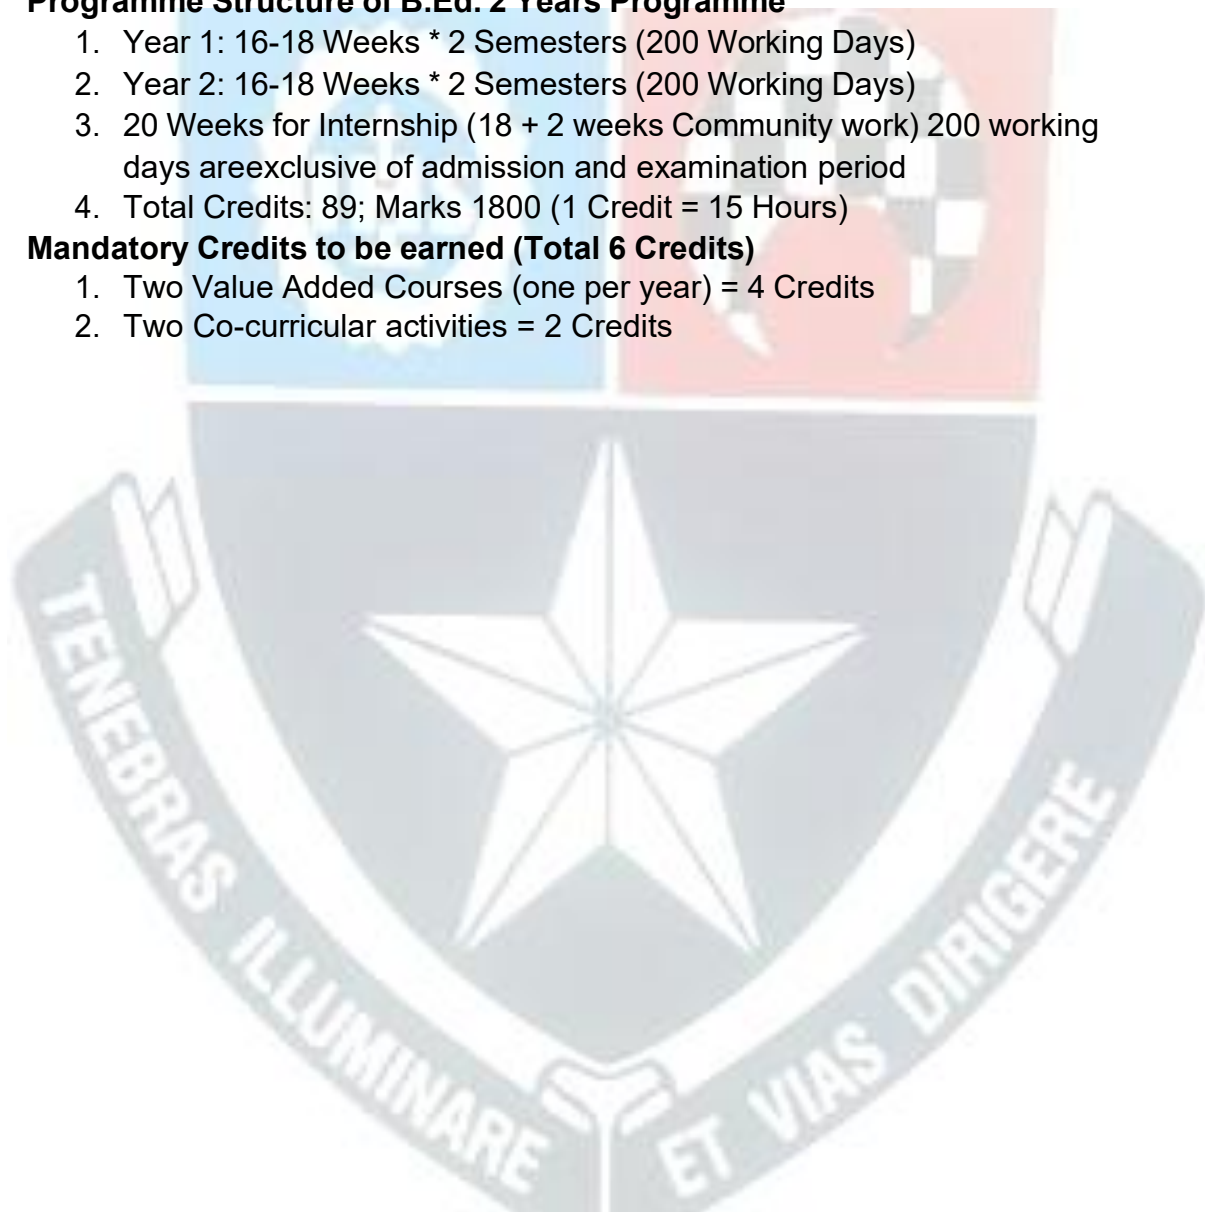 Programme Structure of B.Ed. 2 Years Programme
1. Year 1: 16-18 Weeks * 2 Semesters (200 Working Days)
2. Year 2: 16-18 Weeks * 2 Semesters (200 Working Days)
3. 20 Weeks for Internship (18 + 2 weeks Community work) 200 working
days areexclusive of admission and examination period
4. Total Credits: 89; Marks 1800 (1 Credit = 15 Hours)
Mandatory Credits to be earned (Total 6 Credits)
1. Two Value Added Courses (one per year) = 4 Credits
2. Two Co-curricular activities = 2 Credits
TENEBRAS ILLUMINARE
ET VIAS DIRIGERE